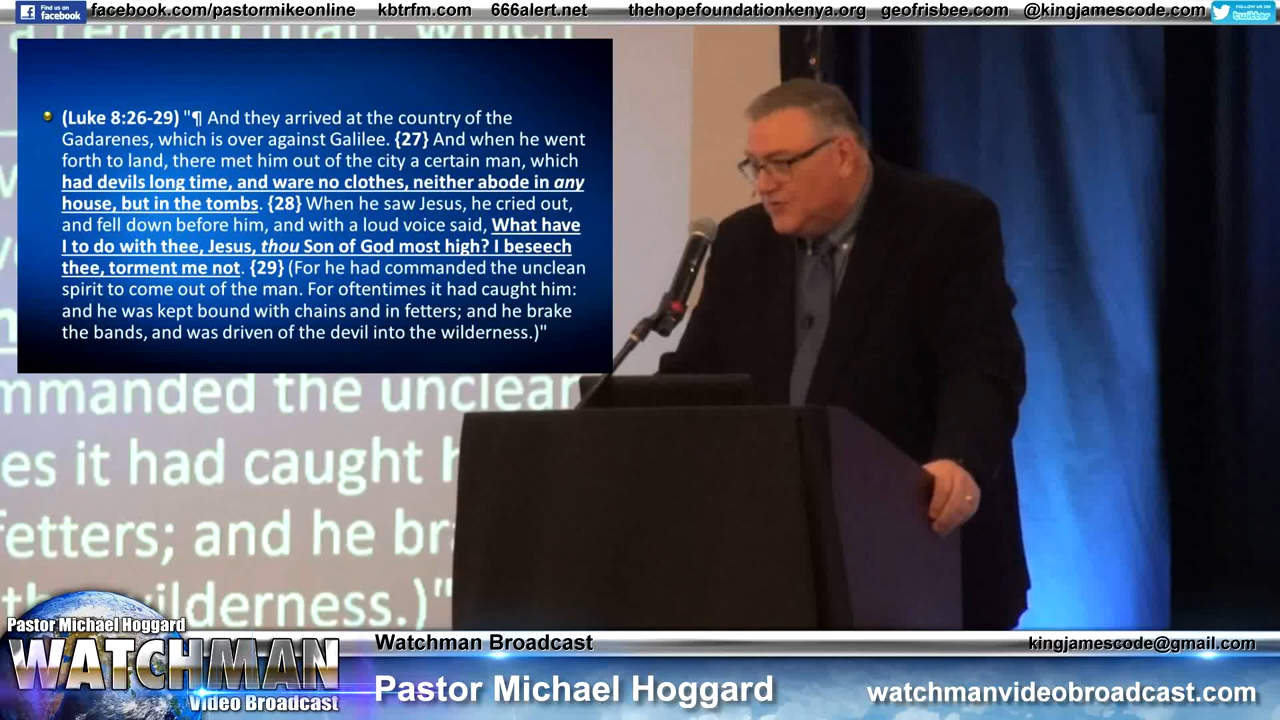 Find us on facebook
facebook.com/pastormikeonline kbtrfm.com 666alert.net thehopefoundationkenya.org geofrisbee.com @kingjamescode.com
FOLLOW US ON twitter
a certain man, which
(Luke 8:26-29) "¶ And they arrived at the country of the
Gadarenes, which is over against Galilee. {27} And when he went
forth to land, there met him out of the city a certain man, which
had devils long time, and ware no clothes, neither abode in any
house, but in the tombs. {28} When he saw Jesus, he cried out,
and fell down before him, and with a loud voice said, What have
I to do with thee, Jesus, thou Son of God most high? I beseech
thee, torment me not. {29} (For he had commanded the unclean
spirit to come out of the man. For oftentimes it had caught him:
and he was kept bound with chains and in fetters; and he brake
the bands, and was driven of the devil into the wilderness.)"
mmanded the unclean
es it had caught h
fetters; and he bra
wilderness.)"
Pastor Michael Hoggard
WATCHMAN
Video Broadcast
Watchman Broadcast
kingjamescode@gmail.com
Pastor Michael Hoggard
watchmanvideobroadcast.com